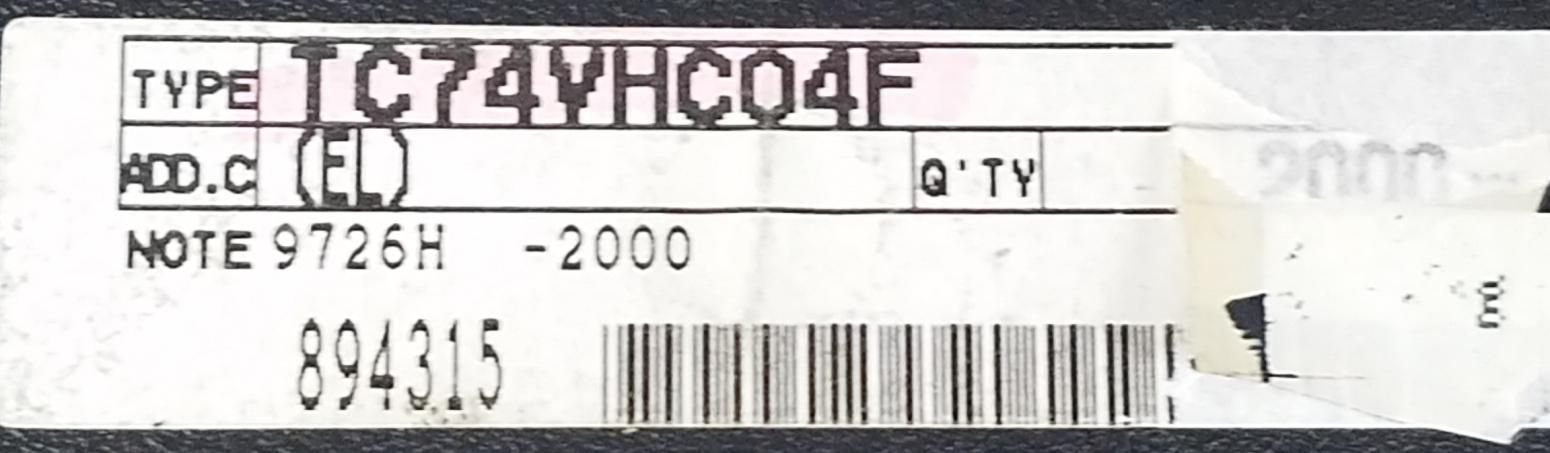 TYPE TC74VHC04F
ADD.C (EL) Q'TY 2000
NOTE 9726H -2000
894315